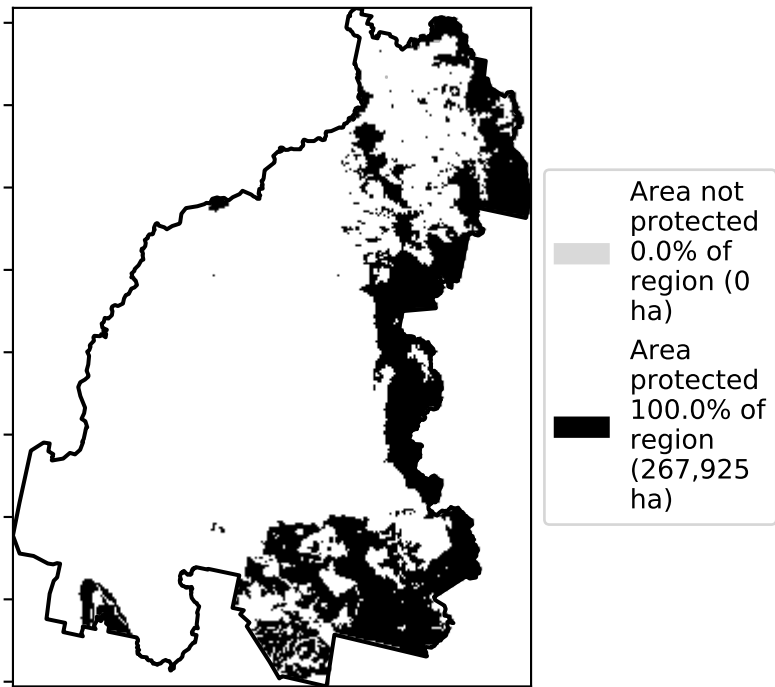 Area not
protected
0.0% of
region (0
ha)
Area
protected
100.0% of
region
(267,925
ha)